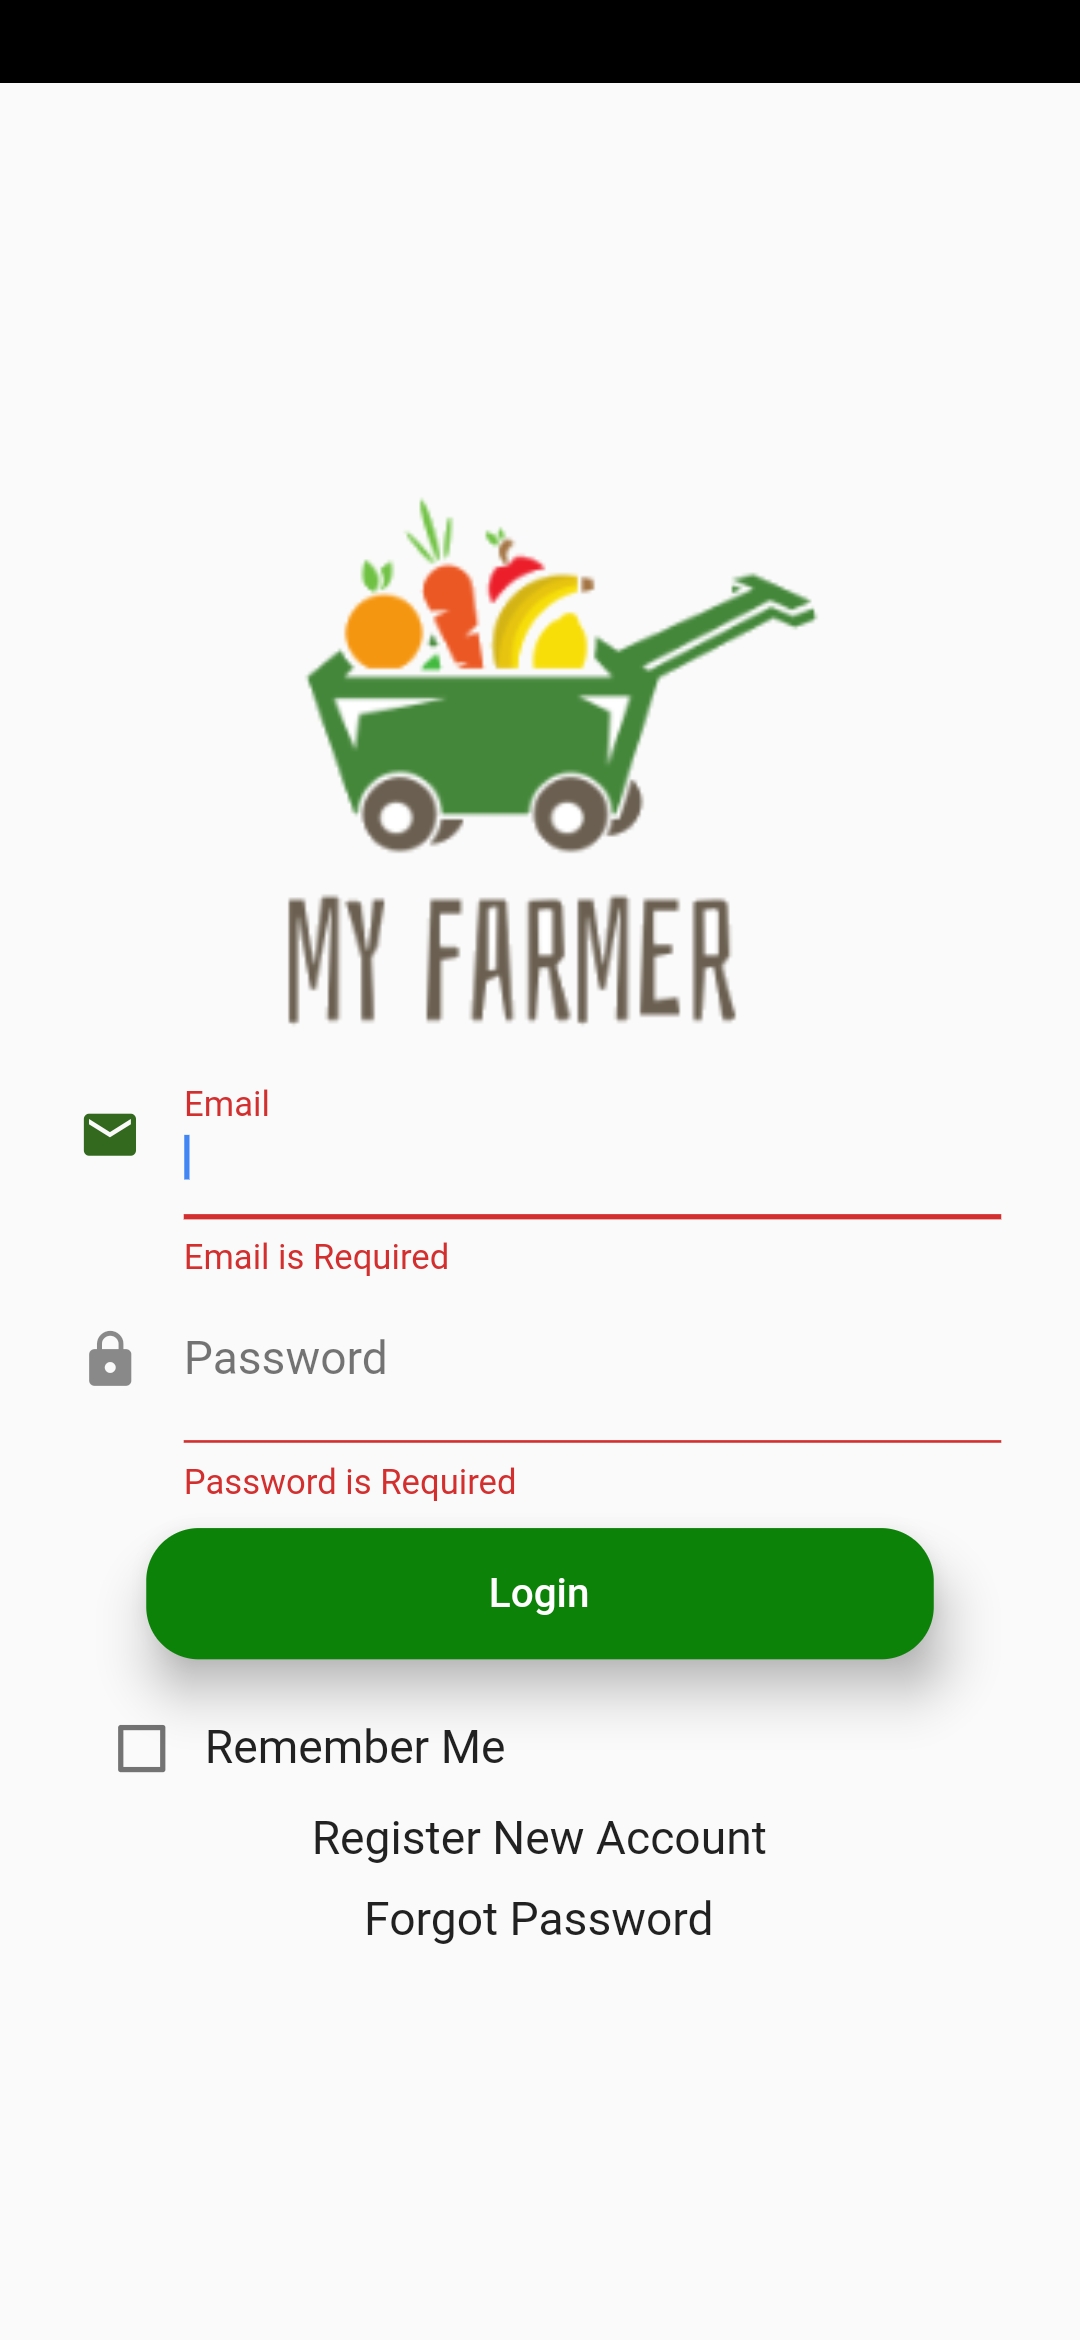 MY FARMER
Email
Email is Required
Password
Password is Required
Login
Remember Me
Register New Account
Forgot Password